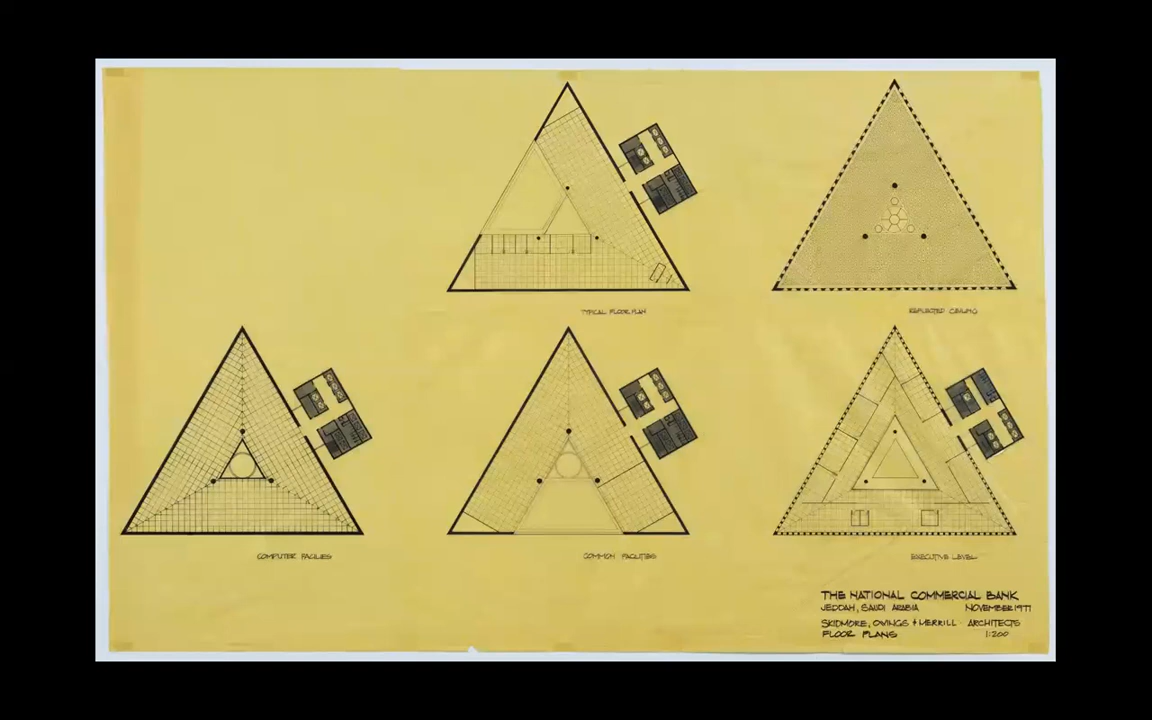 TYPICAL FLOOR PLAN
REFLECTED CEILING
COMPUTER FACILIES
COMMON FACILITIES
EXECUTIVE LEVEL
THE NATIONAL COMMERCIAL BANK
JEDDAH, SAUDI ARABIA NOVEMBER 1977
SKIDMORE, OWINGS + MERRILL ARCHITECTS
FLOOR PLANS 1:200